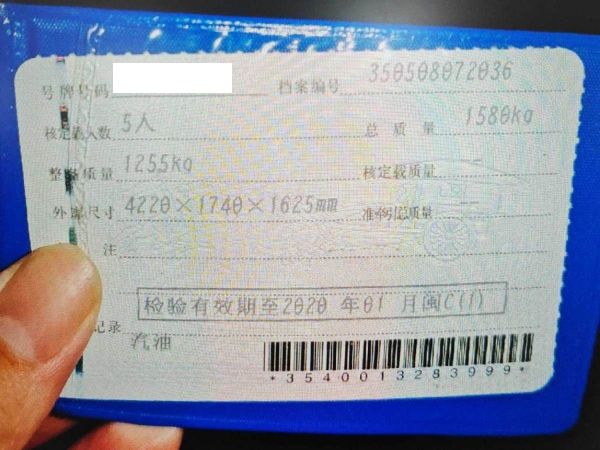 号牌号码 档案编号 350508072036
核定载人数 5人 总质量 1580kg
整备质量 1255kg 核定载质量
外廓尺寸 4220×1740×1625mm 准牵引总质量
注
检验有效期至2020年01月闽C(1)
记录 汽油
*3540013283999*